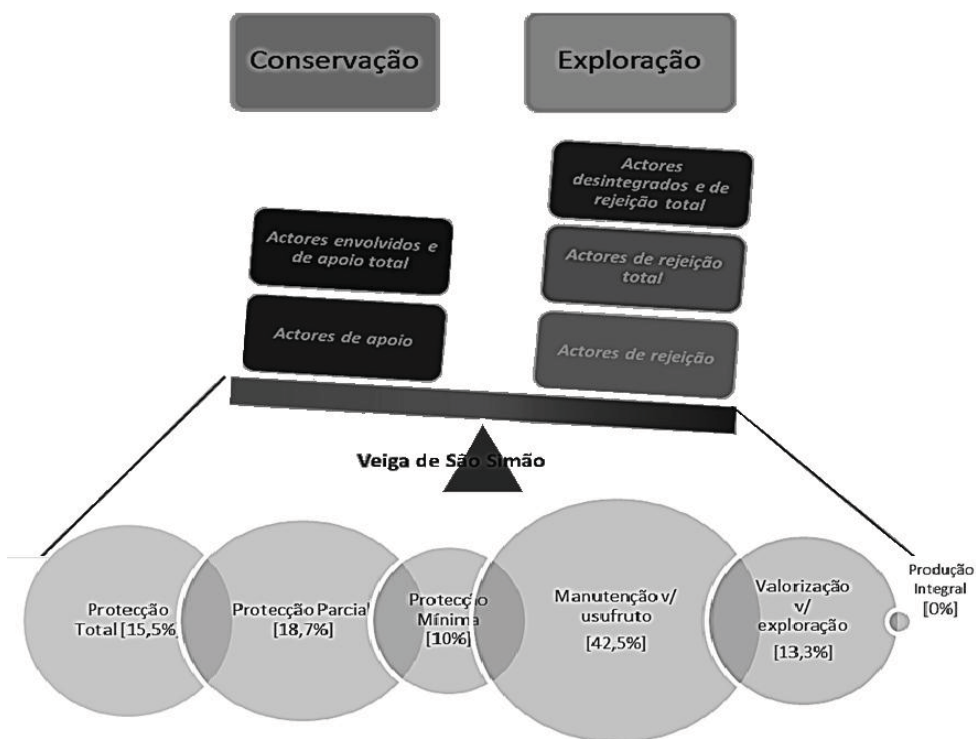 Conservação
Exploração
Actores
desintegrados e de
rejeição total
Actores envolvidos e
de apoio total
Actores de rejeição
total
Actores de apoio
Actores de rejeição
Veiga de São Simão
Protecção
Total [15,5%]
Protecção Parcial
[18,7%]
Protecção
Mínima
[10%]
Manutenção v/
usufruto
[42,5%]
Valorização
v/
exploração
[13,3%]
Produção
Integral
[0%]